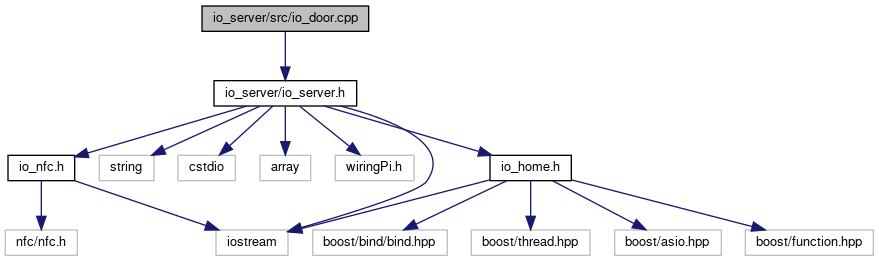 io_server/src/io_door.cpp
io_server/io_server.h
io_nfc.h
string
cstdio
array
wiringPi.h
io_home.h
nfc/nfc.h
iostream
boost/bind/bind.hpp
boost/thread.hpp
boost/asio.hpp
boost/function.hpp